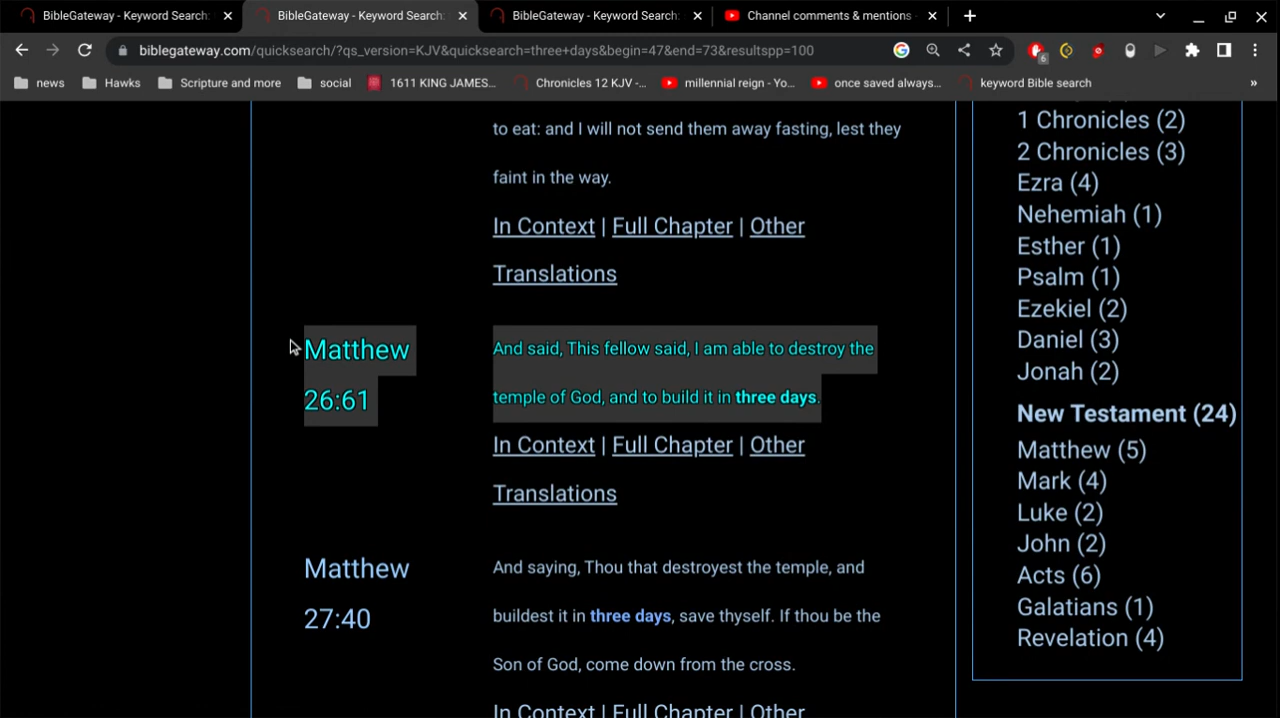 BibleGateway - Keyword Search:
BibleGateway - Keyword Search:
BibleGateway - Keyword Search:
Channel comments & mentions -
biblegateway.com/quicksearch/?qs_version=KJV&quicksearch=three+days&begin=47&end=73&resultspp=100
6
news
Hawks
Scripture and more
social
1611 KING JAMES...
Chronicles 12 KJV -...
millennial reign - Yo...
once saved always...
keyword Bible search
»
to eat: and I will not send them away fasting, lest they
faint in the way.
In Context | Full Chapter | Other
Translations
Matthew
26:61
And said, This fellow said, I am able to destroy the
temple of God, and to build it in three days.
In Context | Full Chapter | Other
Translations
Matthew
27:40
And saying, Thou that destroyest the temple, and
buildest it in three days, save thyself. If thou be the
Son of God, come down from the cross.
In Context | Full Chapter | Other
1 Chronicles (2)
2 Chronicles (3)
Ezra (4)
Nehemiah (1)
Esther (1)
Psalm (1)
Ezekiel (2)
Daniel (3)
Jonah (2)
New Testament (24)
Matthew (5)
Mark (4)
Luke (2)
John (2)
Acts (6)
Galatians (1)
Revelation (4)